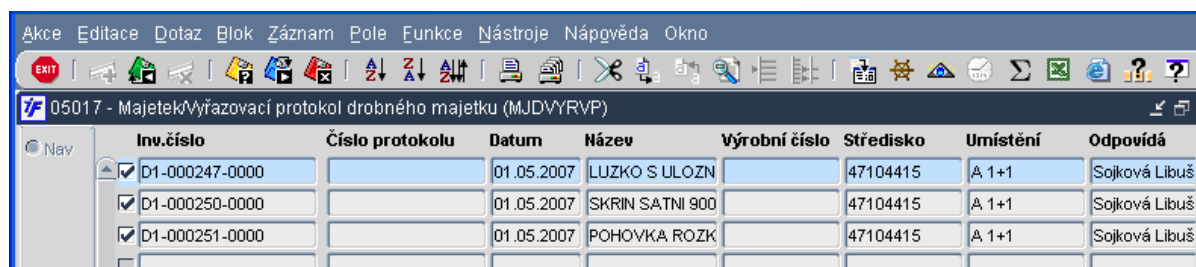 Akce Editace Dotaz Blok Záznam Pole Funkce Nástroje Nápověda Okno
EXIT
05017 - Majetek/Vyřazovací protokol drobného majetku (MJDVYRVP)
Nav Inv.číslo Číslo protokolu Datum Název Výrobní číslo Středisko Umístění Odpovídá
D1-000247-0000 01.05.2007 LUZKO S ULOZN 47104415 A 1+1 Sojková Libuš
D1-000250-0000 01.05.2007 SKRIN SATNI 900 47104415 A 1+1 Sojková Libuš
D1-000251-0000 01.05.2007 POHOVKA ROZK 47104415 A 1+1 Sojková Libuš